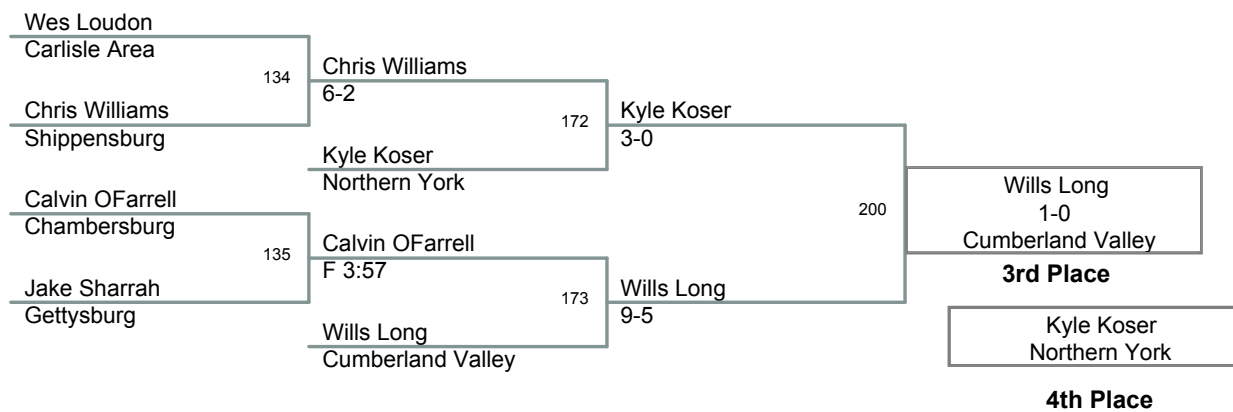 Wes Loudon
Carlisle Area
134
Chris Williams
6-2
Chris Williams
Shippensburg
172
Kyle Koser
3-0
Kyle Koser
Northern York
Calvin OFarrell
Chambersburg
135
Calvin OFarrell
F 3:57
Jake Sharrah
Gettysburg
173
Wills Long
9-5
Wills Long
Cumberland Valley
200
Wills Long
1-0
Cumberland Valley
3rd Place
Kyle Koser
Northern York
4th Place